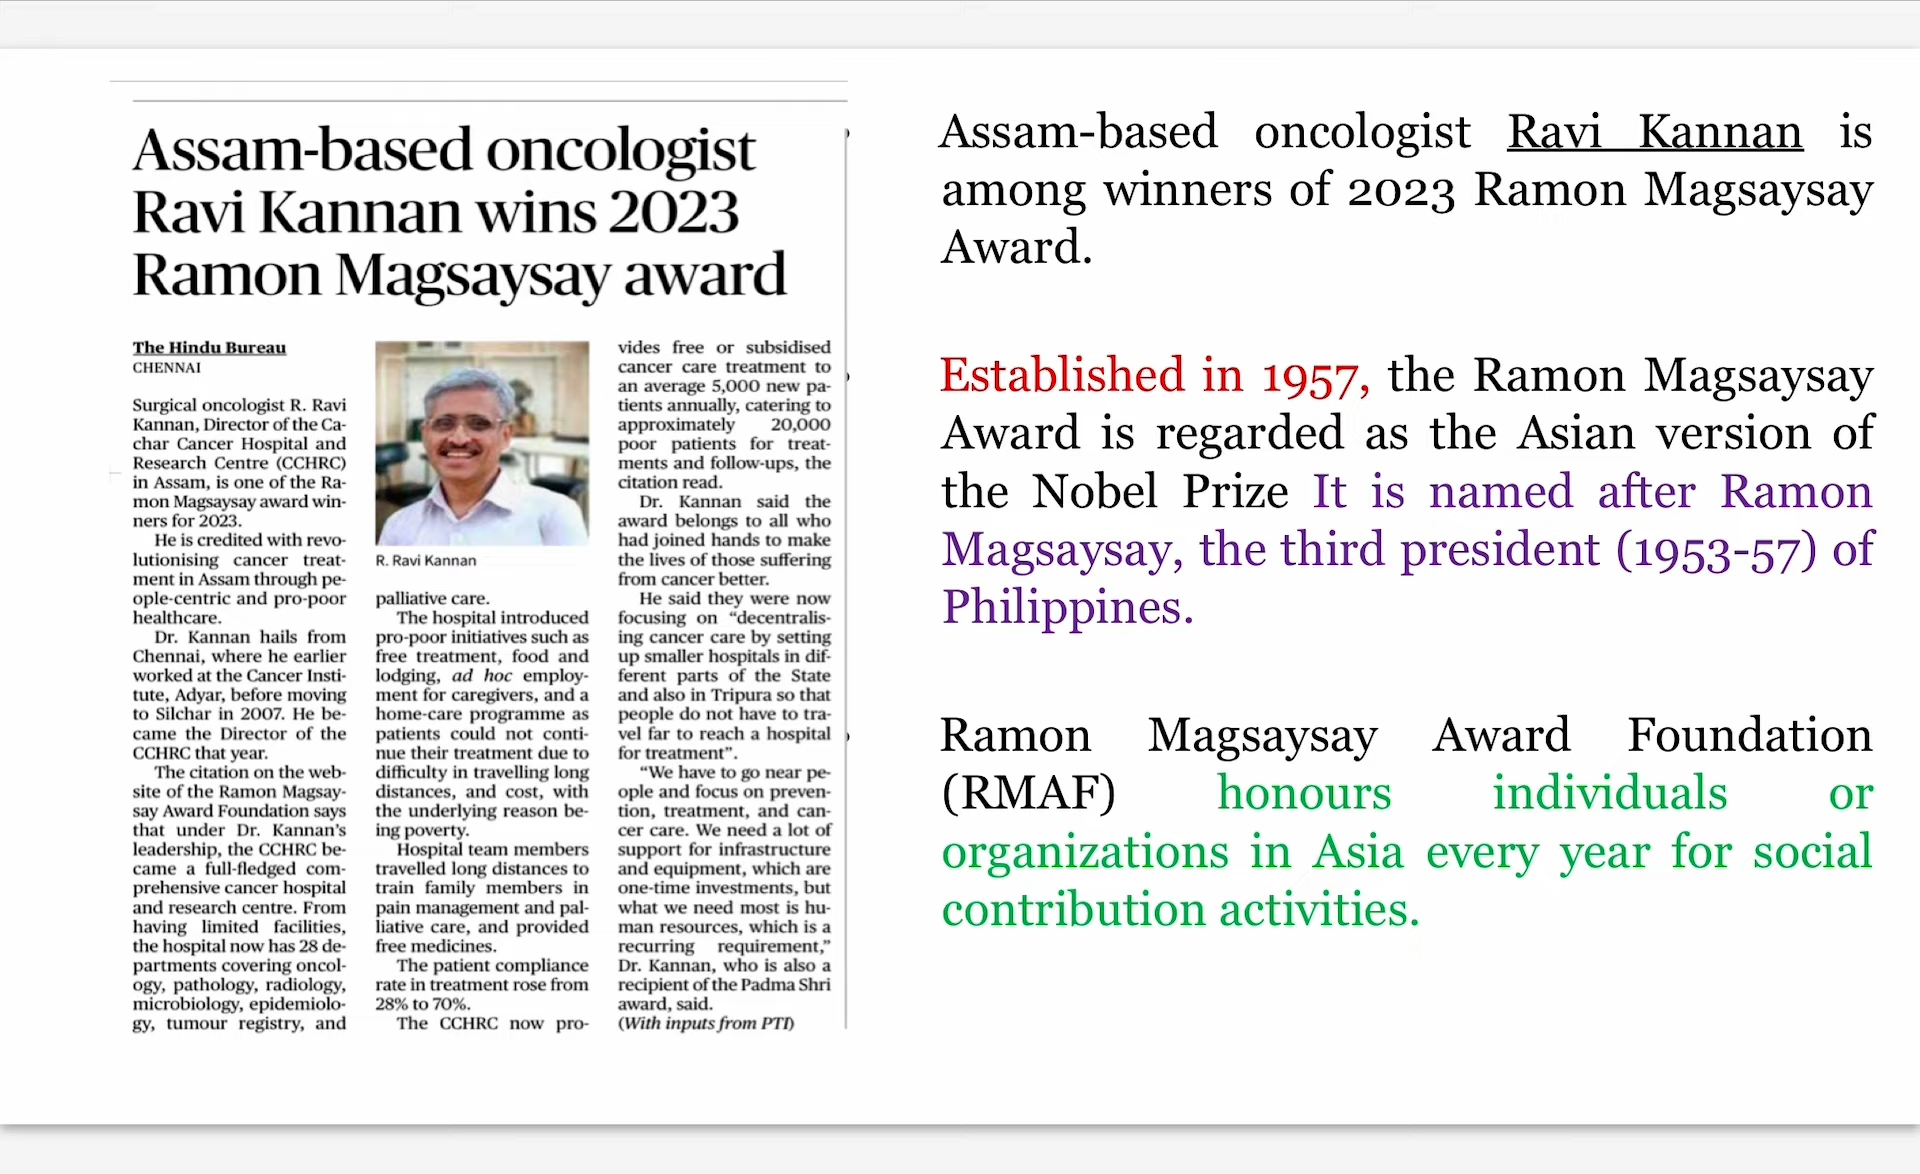 Assam-based oncologist
Ravi Kannan wins 2023
Ramon Magsaysay award
The Hindu Bureau
CHENNAI
Surgical oncologist R. Ravi
Kannan, Director of the Ca-
char Cancer Hospital and
Research Centre (CCHRC)
in Assam, is one of the Ra-
mon Magsaysay award win-
ners for 2023.
He is credited with revo-
lutionising cancer treat-
ment in Assam through pe-
ople-centric and pro-poor
healthcare.
Dr. Kannan hails from
Chennai, where he earlier
worked at the Cancer Insti-
tute, Adyar, before moving
to Silchar in 2007. He be-
came the Director of the
CCHRC that year.
The citation on the web-
site of the Ramon Magsay-
say Award Foundation says
that under Dr. Kannan's
leadership, the CCHRC be-
came a full-fledged com-
prehensive cancer hospital
and research centre. From
having limited facilities,
the hospital now has 28 de-
partments covering oncol-
ogy, pathology, radiology,
microbiology, epidemiolo-
gy, tumour registry, and
R. Ravi Kannan
palliative care.
The hospital introduced
pro-poor initiatives such as
free treatment, food and
lodging, ad hoc employ-
ment for caregivers, and a
home-care programme as
patients could not conti-
nue their treatment due to
difficulty in travelling long
distances, and cost, with
the underlying reason be-
ing poverty.
Hospital team members
travelled long distances to
train family members in
pain management and pal-
liative care, and provided
free medicines.
The patient compliance
rate in treatment rose from
28% to 70%.
The CCHRC now pro-
vides free or subsidised
cancer care treatment to
an average 5,000 new pa-
tients annually, catering to
approximately 20,000
poor patients for treat-
ments and follow-ups, the
citation read.
Dr. Kannan said the
award belongs to all who
had joined hands to make
the lives of those suffering
from cancer better.
He said they were now
focusing on “decentralis-
ing cancer care by setting
up smaller hospitals in dif-
ferent parts of the State
and also in Tripura so that
people do not have to tra-
vel far to reach a hospital
for treatment”.
“We have to go near pe-
ople and focus on preven-
tion, treatment, and can-
cer care. We need a lot of
support for infrastructure
and equipment, which are
one-time investments, but
what we need most is hu-
man resources, which is a
recurring requirement,”
Dr. Kannan, who is also a
recipient of the Padma Shri
award, said.
(With inputs from PTI)
Assam-based oncologist Ravi Kannan is
among winners of 2023 Ramon Magsaysay
Award.
Established in 1957, the Ramon Magsaysay
Award is regarded as the Asian version of
the Nobel Prize It is named after Ramon
Magsaysay, the third president (1953-57) of
Philippines.
Ramon Magsaysay Award Foundation
(RMAF) honours individuals or
organizations in Asia every year for social
contribution activities.